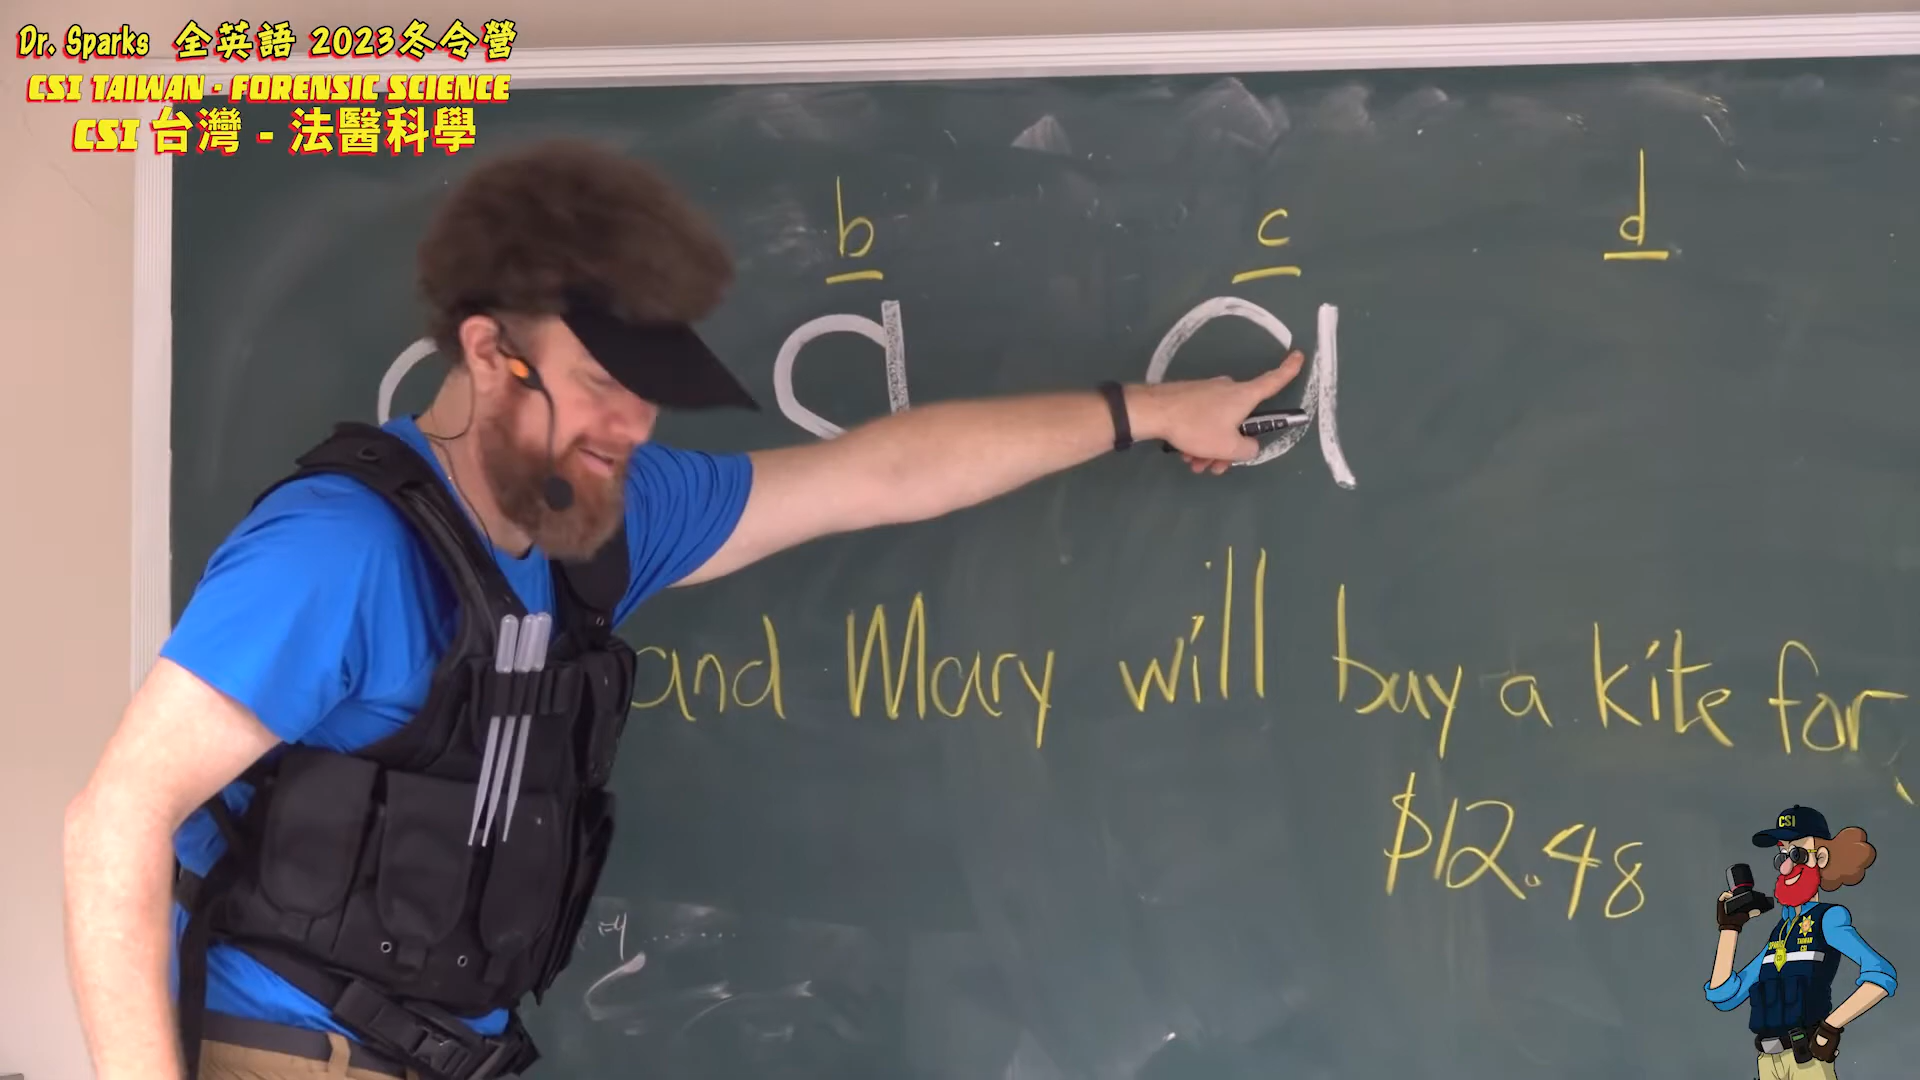 Dr. Sparks 全英語 2023冬令營
CSI TAIWAN - FORENSIC SCIENCE
CSI 台灣 - 法醫科學
b c d
a a
and Mary will buy a kite for
$12.48
CSI